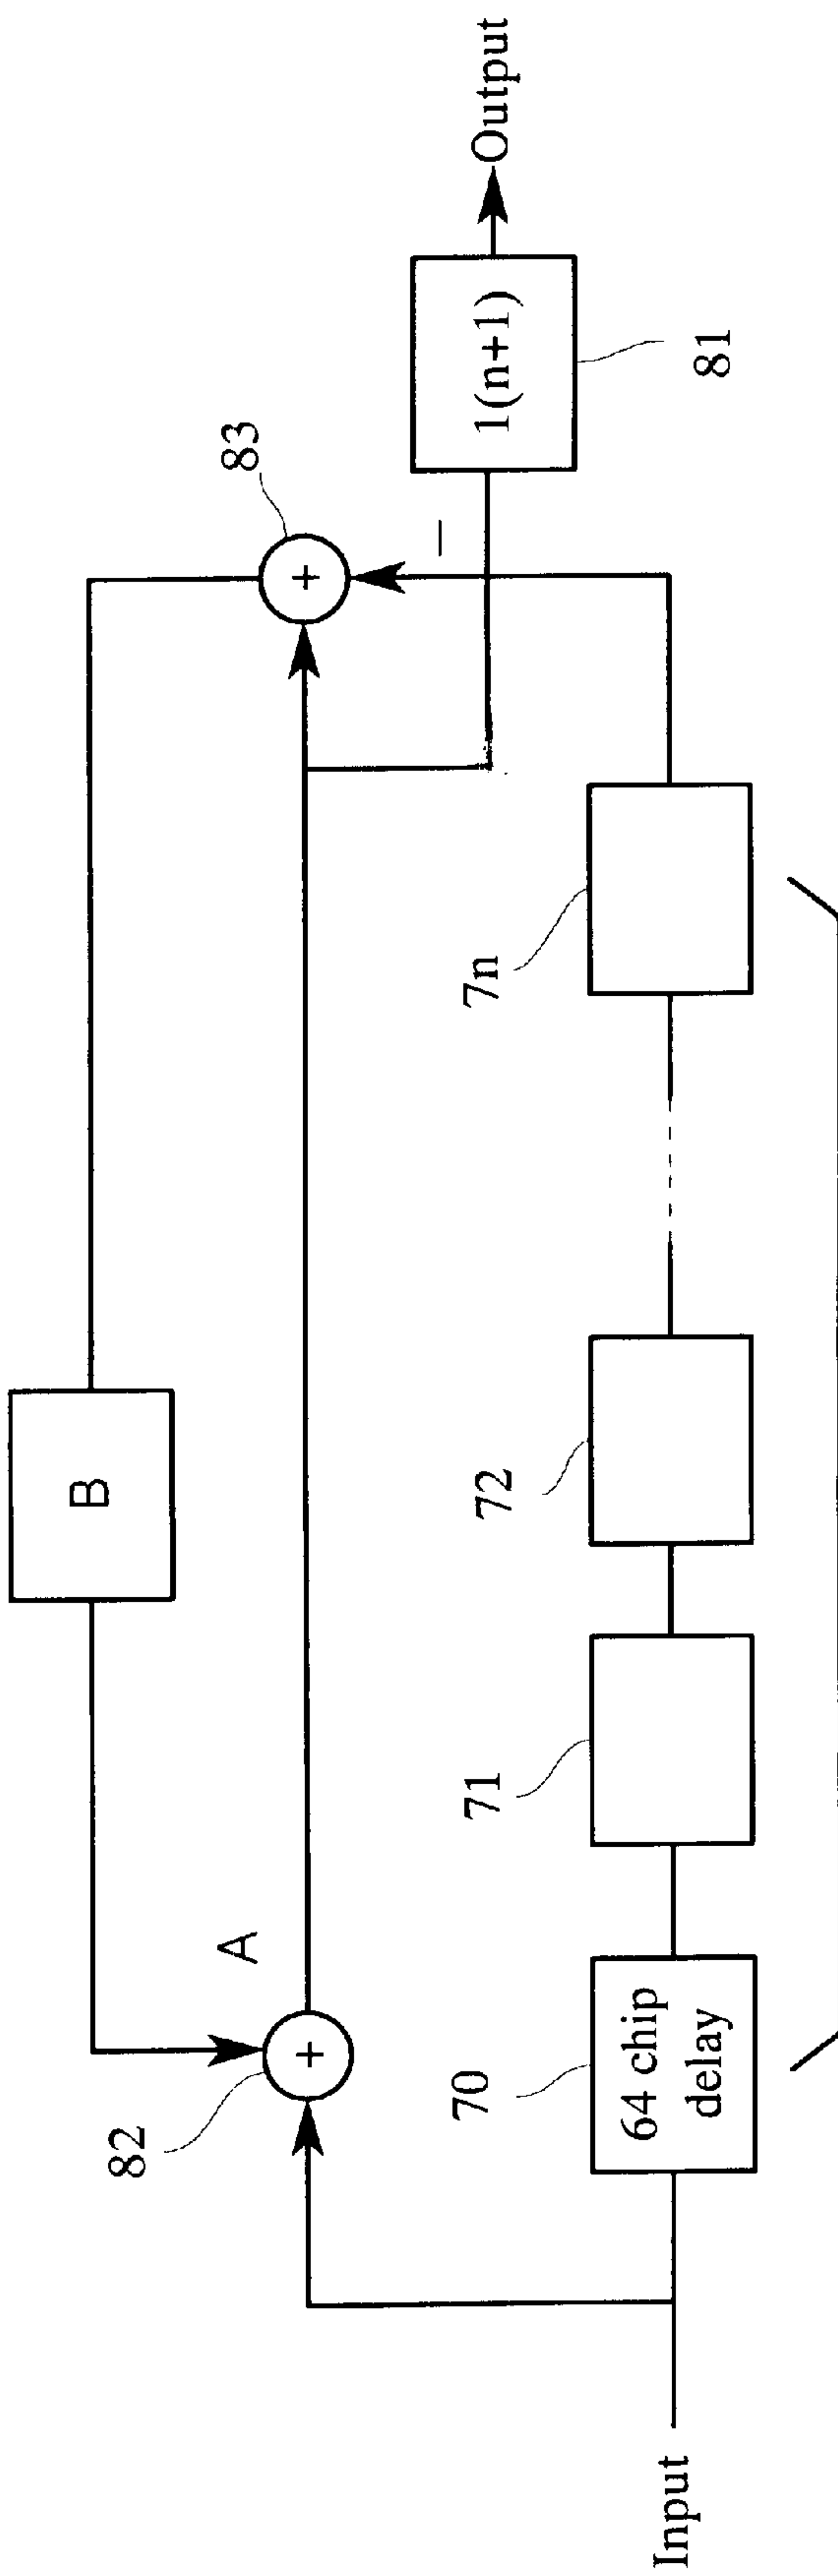 B
83
Output
1(n+1)
81
−
A
82
+
+
7n
72
71
70
64 chip
delay
Input